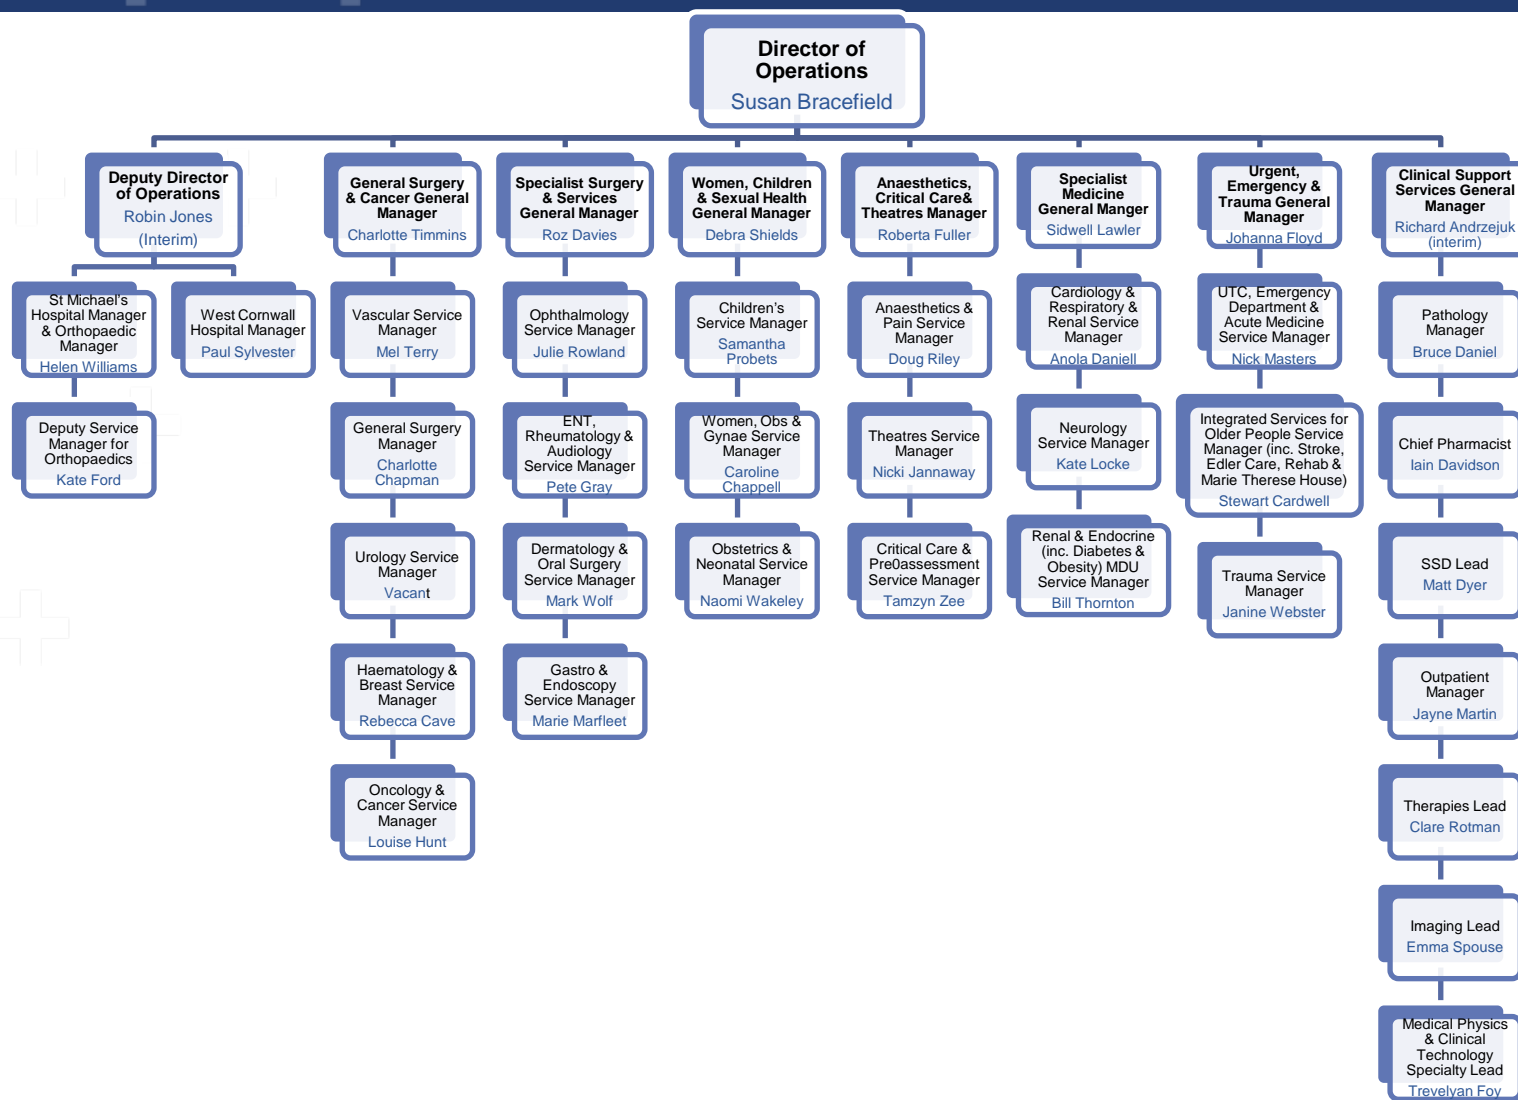 Director of
Operations
Susan Bracefield
Deputy Director
of Operations
Robin Jones
(Interim)
St Michael's
Hospital Manager
& Orthopaedic
Manager
Helen Williams
Deputy Service
Manager for
Orthopaedics
Kate Ford
West Cornwall
Hospital Manager
Paul Sylvester
General Surgery
& Cancer General
Manager
Charlotte Timmins
Vascular Service
Manager
Mel Terry
General Surgery
Manager
Charlotte
Chapman
Urology Service
Manager
Vacant
Haematology &
Breast Service
Manager
Rebecca Cave
Oncology &
Cancer Service
Manager
Louise Hunt
Specialist Surgery
& Services
General Manager
Roz Davies
Ophthalmology
Service Manager
Julie Rowland
ENT,
Rheumatology &
Audiology
Service Manager
Pete Gray
Dermatology &
Oral Surgery
Service Manager
Mark Wolf
Gastro &
Endoscopy
Service Manager
Marie Marfleet
Women, Children
& Sexual Health
General Manager
Debra Shields
Children's
Service Manager
Samantha
Probets
Women, Obs &
Gynae Service
Manager
Caroline
Chappell
Obstetrics &
Neonatal Service
Manager
Naomi Wakeley
Anaesthetics,
Critical Care&
Theatres Manager
Roberta Fuller
Anaesthetics &
Pain Service
Manager
Doug Riley
Theatres Service
Manager
Nicki Jannaway
Critical Care &
Pre0assessment
Service Manager
Tamzyn Zee
Specialist
Medicine
General Manger
Sidwell Lawler
Cardiology &
Respiratory &
Renal Service
Manager
Anola Daniell
Neurology
Service Manager
Kate Locke
Renal & Endocrine
(inc. Diabetes &
Obesity) MDU
Service Manager
Bill Thornton
Urgent,
Emergency &
Trauma General
Manager
Johanna Floyd
UTC, Emergency
Department &
Acute Medicine
Service Manager
Nick Masters
Integrated Services for
Older People Service
Manager (inc. Stroke,
Edler Care, Rehab &
Marie Therese House)
Stewart Cardwell
Trauma Service
Manager
Janine Webster
Clinical Support
Services General
Manager
Richard Andrzejuk
(interim)
Pathology
Manager
Bruce Daniel
Chief Pharmacist
Iain Davidson
SSD Lead
Matt Dyer
Outpatient
Manager
Jayne Martin
Therapies Lead
Clare Rotman
Imaging Lead
Emma Spouse
Medical Physics
& Clinical
Technology
Specialty Lead
Trevelyan Foy